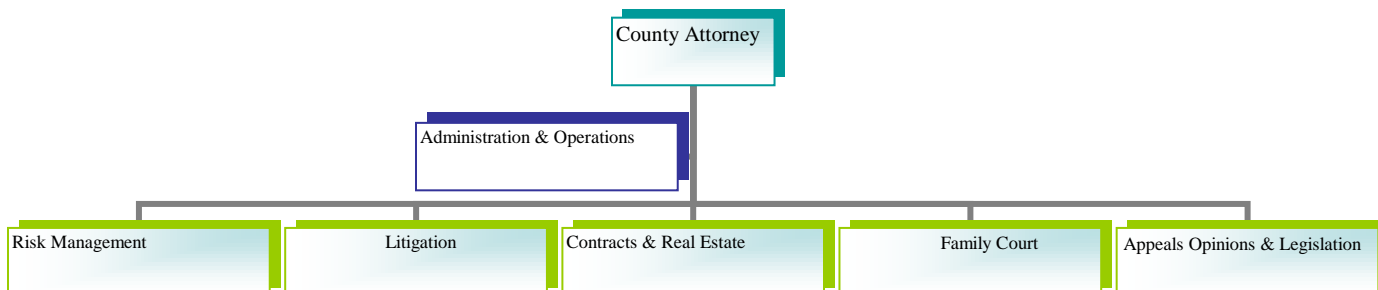 County Attorney
Administration & Operations
Risk Management
Litigation
Contracts & Real Estate
Family Court
Appeals Opinions & Legislation